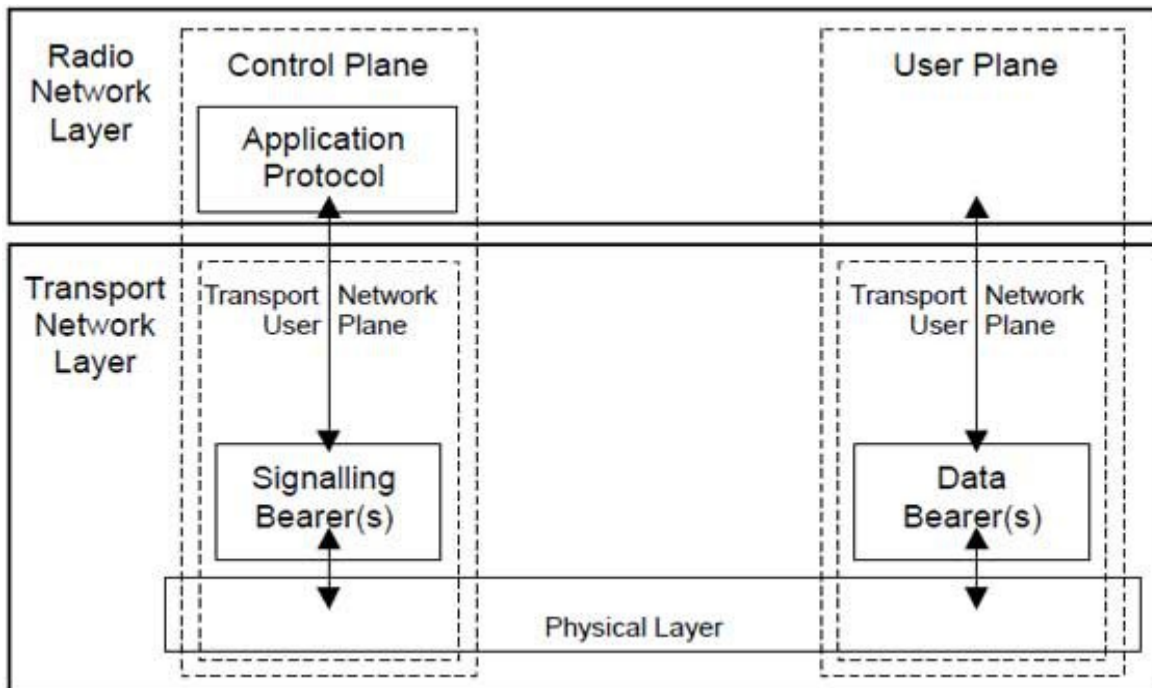 Radio
Network
Layer
Control Plane
Application
Protocol
User Plane
Transport
Network
Layer
Transport Network
User Plane
Signalling
Bearer(s)
Transport Network
User Plane
Data
Bearer(s)
Physical Layer